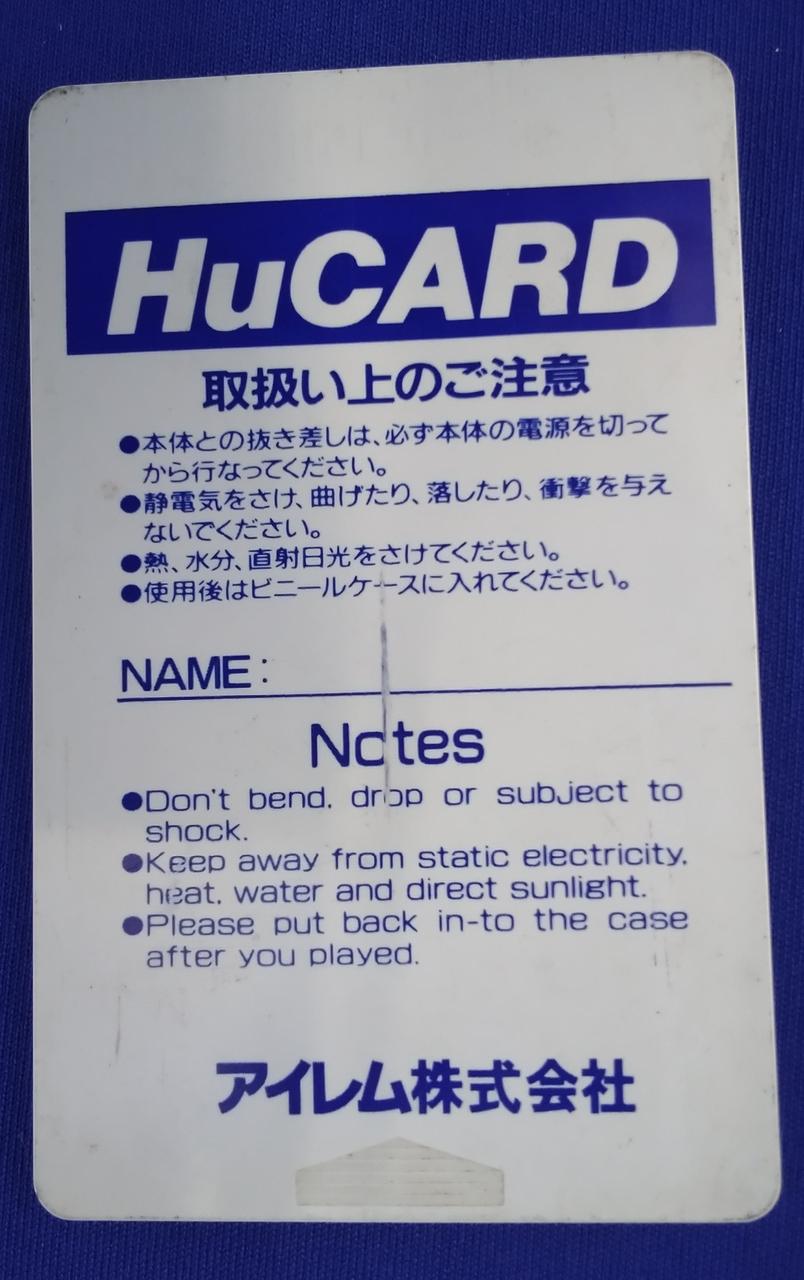 HuCARD
取扱い上のご注意
●本体との抜き差しは、必ず本体の電源を切って
から行なってください。
●静電気をさけ、曲げたり、落したり、衝撃を与え
ないでください。
●熱、水分、直射日光をさけてください。
●使用後はビニールケースに入れてください。
NAME:
Notes
●Don't bend, drop or subject to
shock.
●Keep away from static electricity,
heat, water and direct sunlight.
●Please put back in-to the case
after you played.
アイレム株式会社